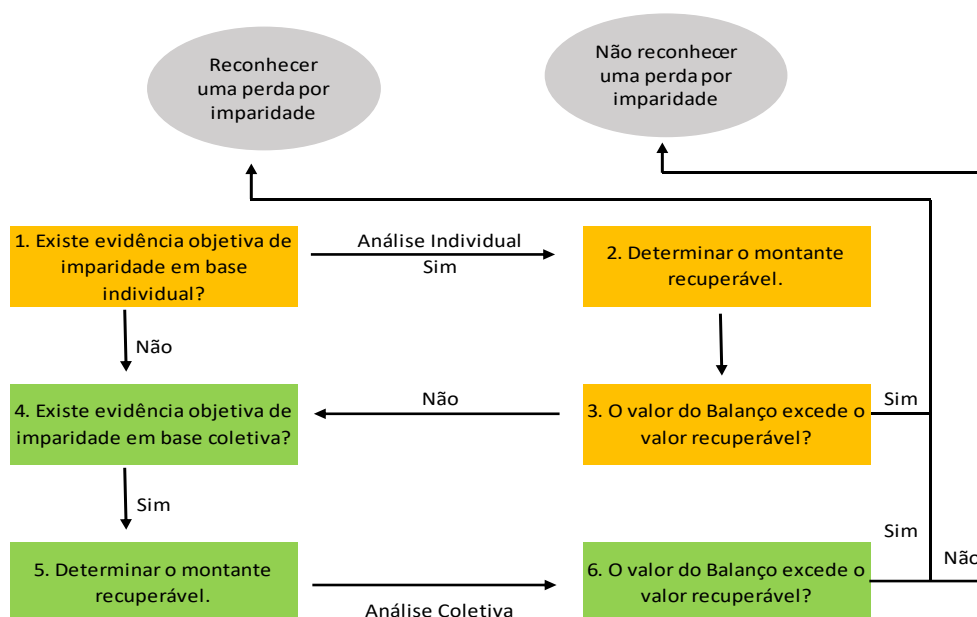 Reconhecer
uma perda por
imparidade
Não reconhecer
uma perda por
imparidade
1. Existe evidência objetiva de
imparidade em base
individual?
Análise Individual
Sim
2. Determinar o montante
recuperável.
Não
4. Existe evidência objetiva de
imparidade em base coletiva?
Não
3. O valor do Balanço excede o
valor recuperável?
Sim
Sim
5. Determinar o montante
recuperável.
Análise Coletiva
6. O valor do Balanço excede o
valor recuperável?
Sim
Não